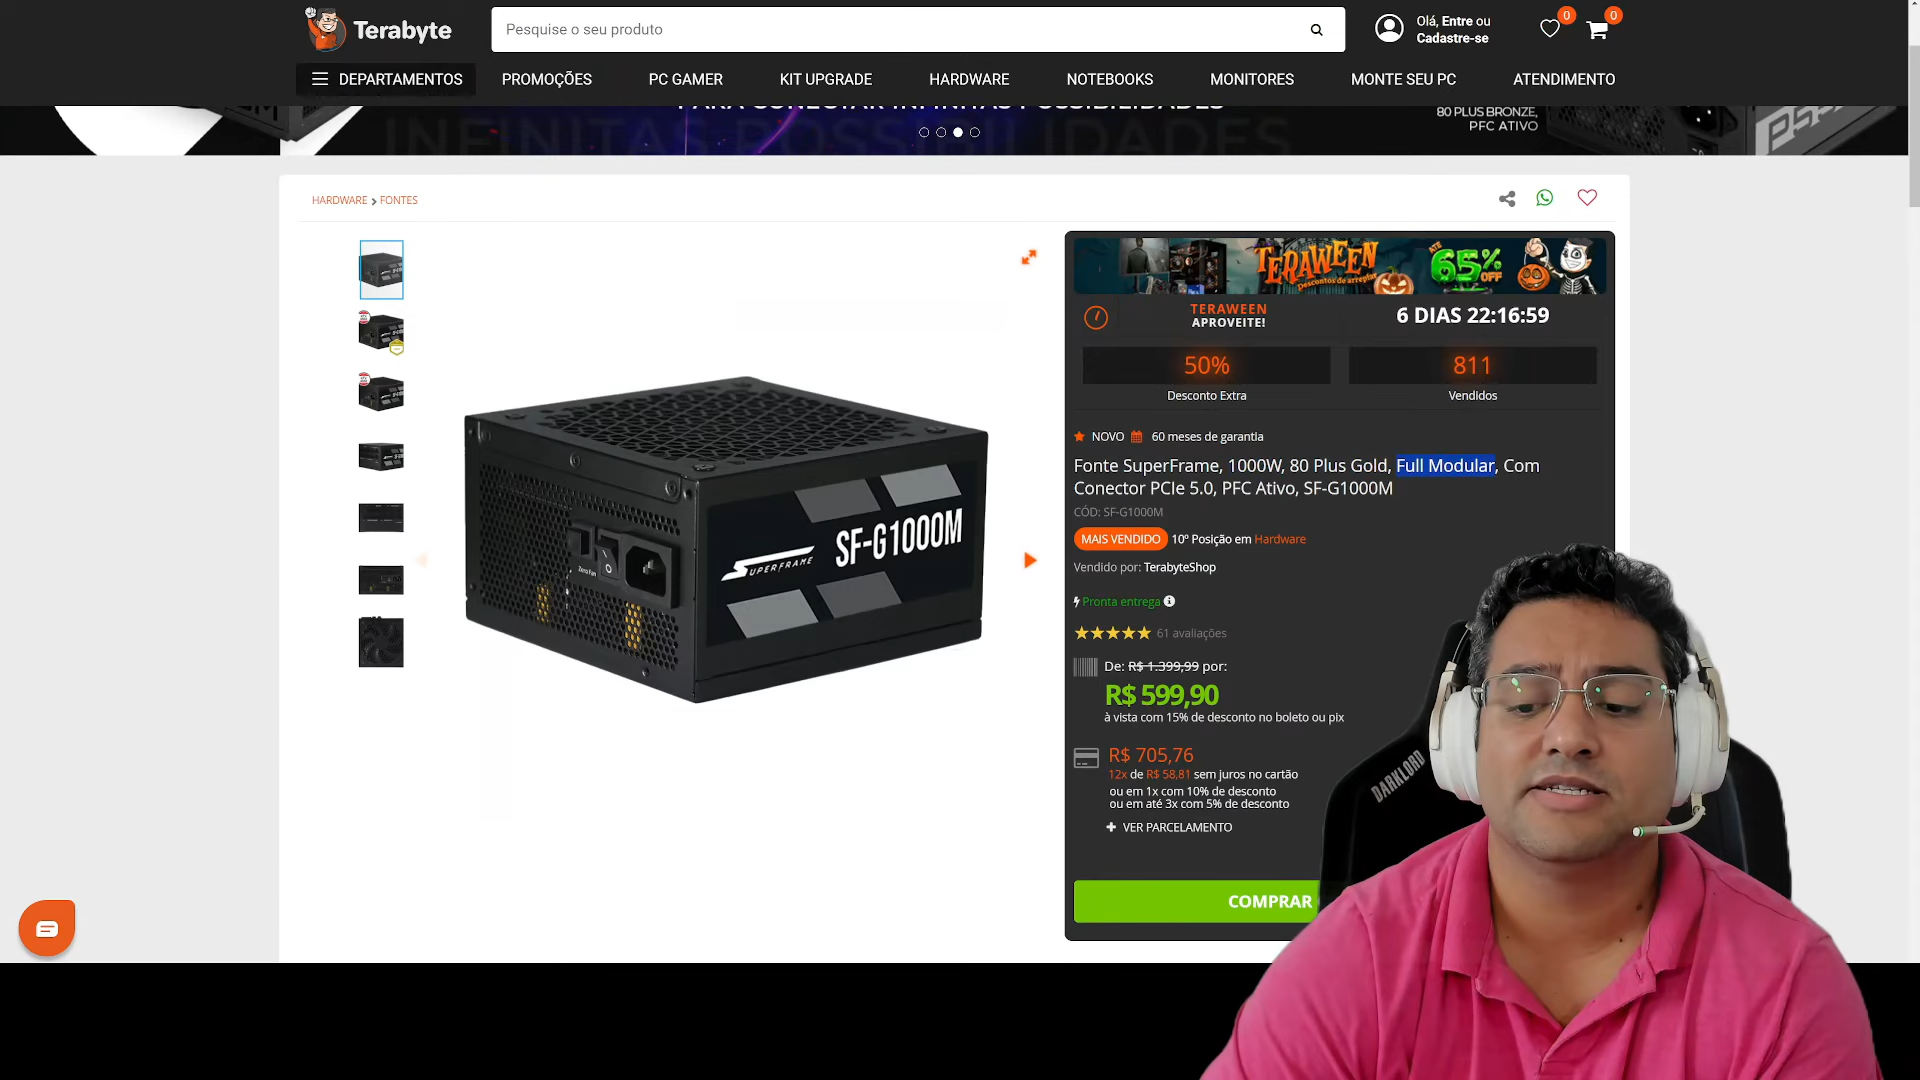 Terabyte
Pesquise o seu produto
Olá, Entre ou
Cadastre-se
0
0
DEPARTAMENTOS
PROMOÇÕES
PC GAMER
KIT UPGRADE
HARDWARE
NOTEBOOKS
MONITORES
MONTE SEU PC
ATENDIMENTO
PARA CONECTAR INFINITAS POSSIBILIDADES
INFINITAS POSSIBILIDADES
80 PLUS BRONZE,
PFC ATIVO
HARDWARE > FONTES
TERAWEEN
Descontos de arrepiar
ATÉ
65%
OFF
TERAWEEN
APROVEITE!
6 DIAS 22:16:59
50%
Desconto Extra
811
Vendidos
NOVO 60 meses de garantia
Fonte SuperFrame, 1000W, 80 Plus Gold, Full Modular, Com
Conector PCIe 5.0, PFC Ativo, SF-G1000M
CÓD: SF-G1000M
MAIS VENDIDO 10º Posição em Hardware
Vendido por: TerabyteShop
Pronta entrega
61 avaliações
De: R$ 1.399,99 por:
R$ 599,90
à vista com 15% de desconto no boleto ou pix
R$ 705,76
12x de R$ 58,81 sem juros no cartão
ou em 1x com 10% de desconto
ou em até 3x com 5% de desconto
+ VER PARCELAMENTO
COMPRAR
SUPERFRAME
SF-G1000M
Zero Fan
DARKLORD